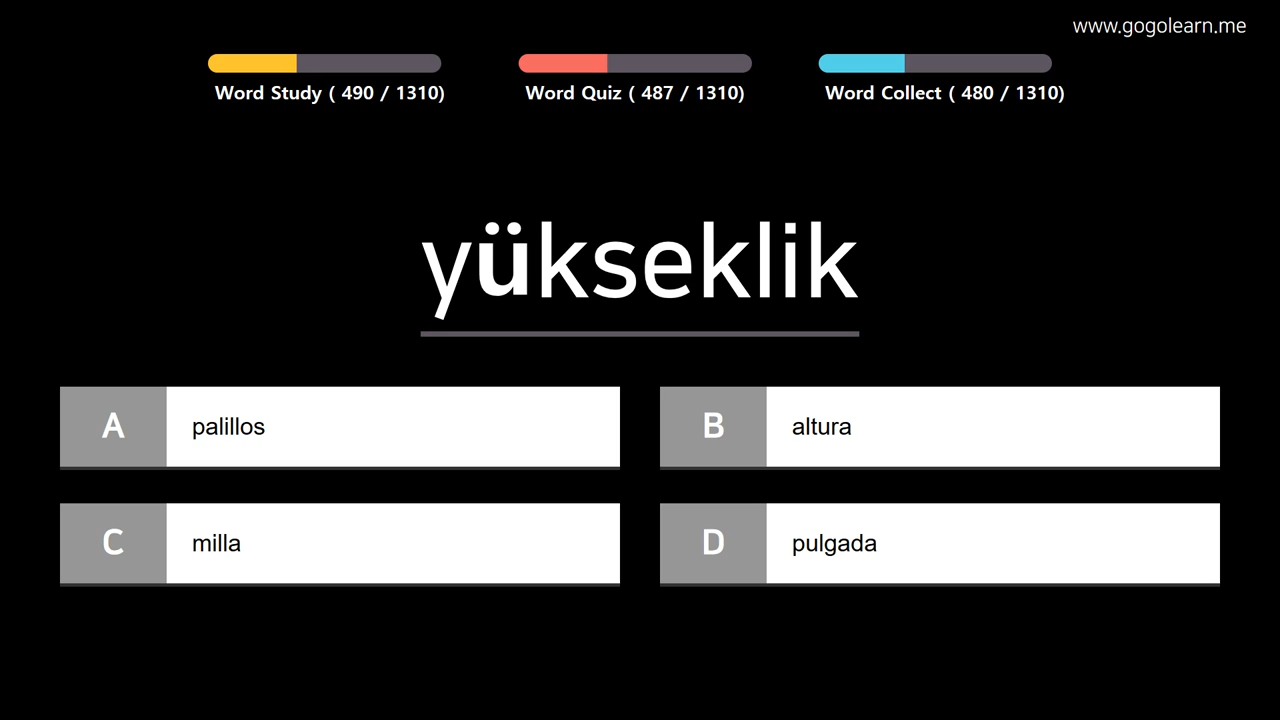 www.gogolearn.me
Word Study ( 490 / 1310)
Word Quiz ( 487 / 1310)
Word Collect ( 480 / 1310)
yükseklik
A palillos
B altura
C milla
D pulgada